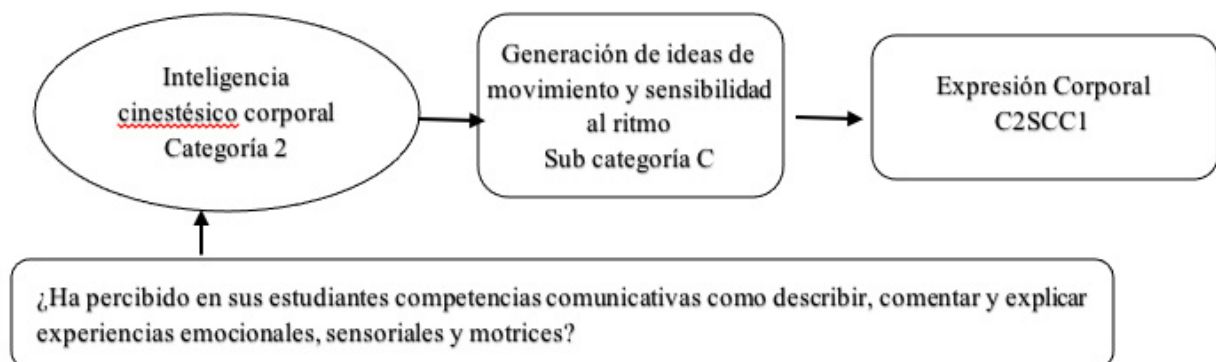 Inteligencia
cinestésico corporal
Categoría 2
Generación de ideas de
movimiento y sensibilidad
al ritmo
Sub categoría C
Expresión Corporal
C2SCC1
¿Ha percibido en sus estudiantes competencias comunicativas como describir, comentar y explicar
experiencias emocionales, sensoriales y motrices?